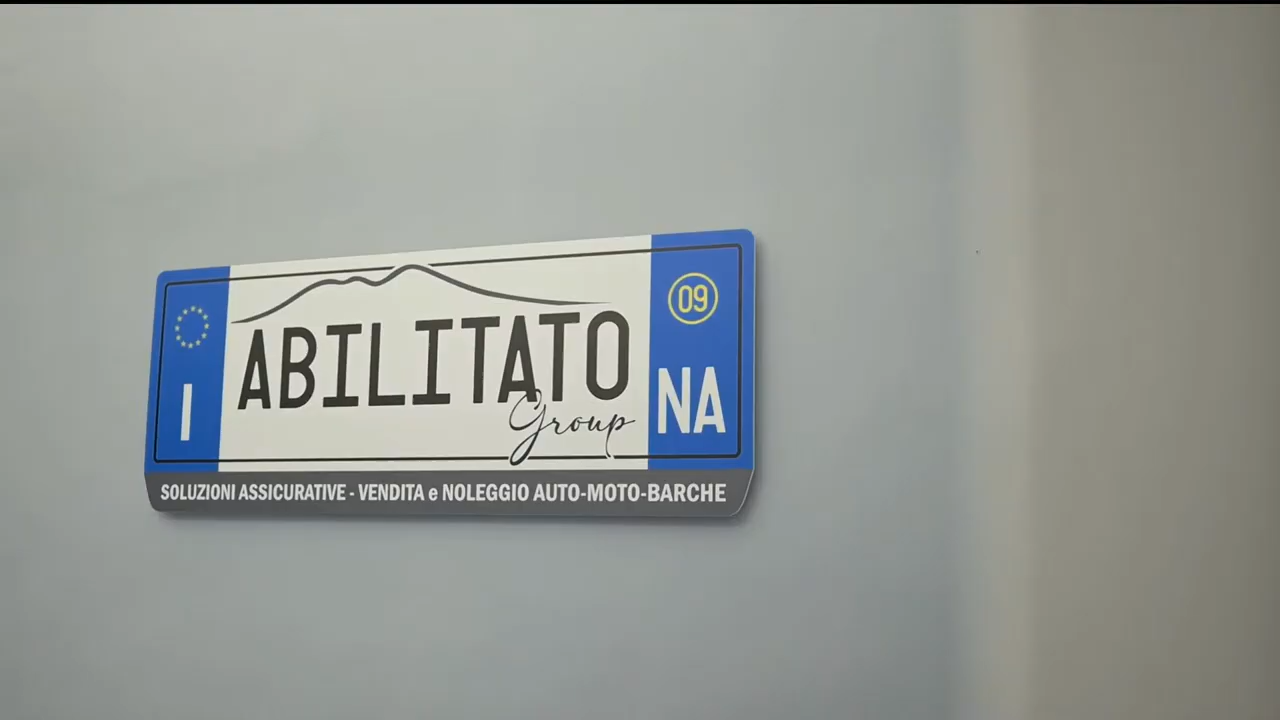 09
I
ABILITATO
NA
Group
SOLUZIONI ASSICURATIVE - VENDITA e NOLEGGIO AUTO-MOTO-BARCHE